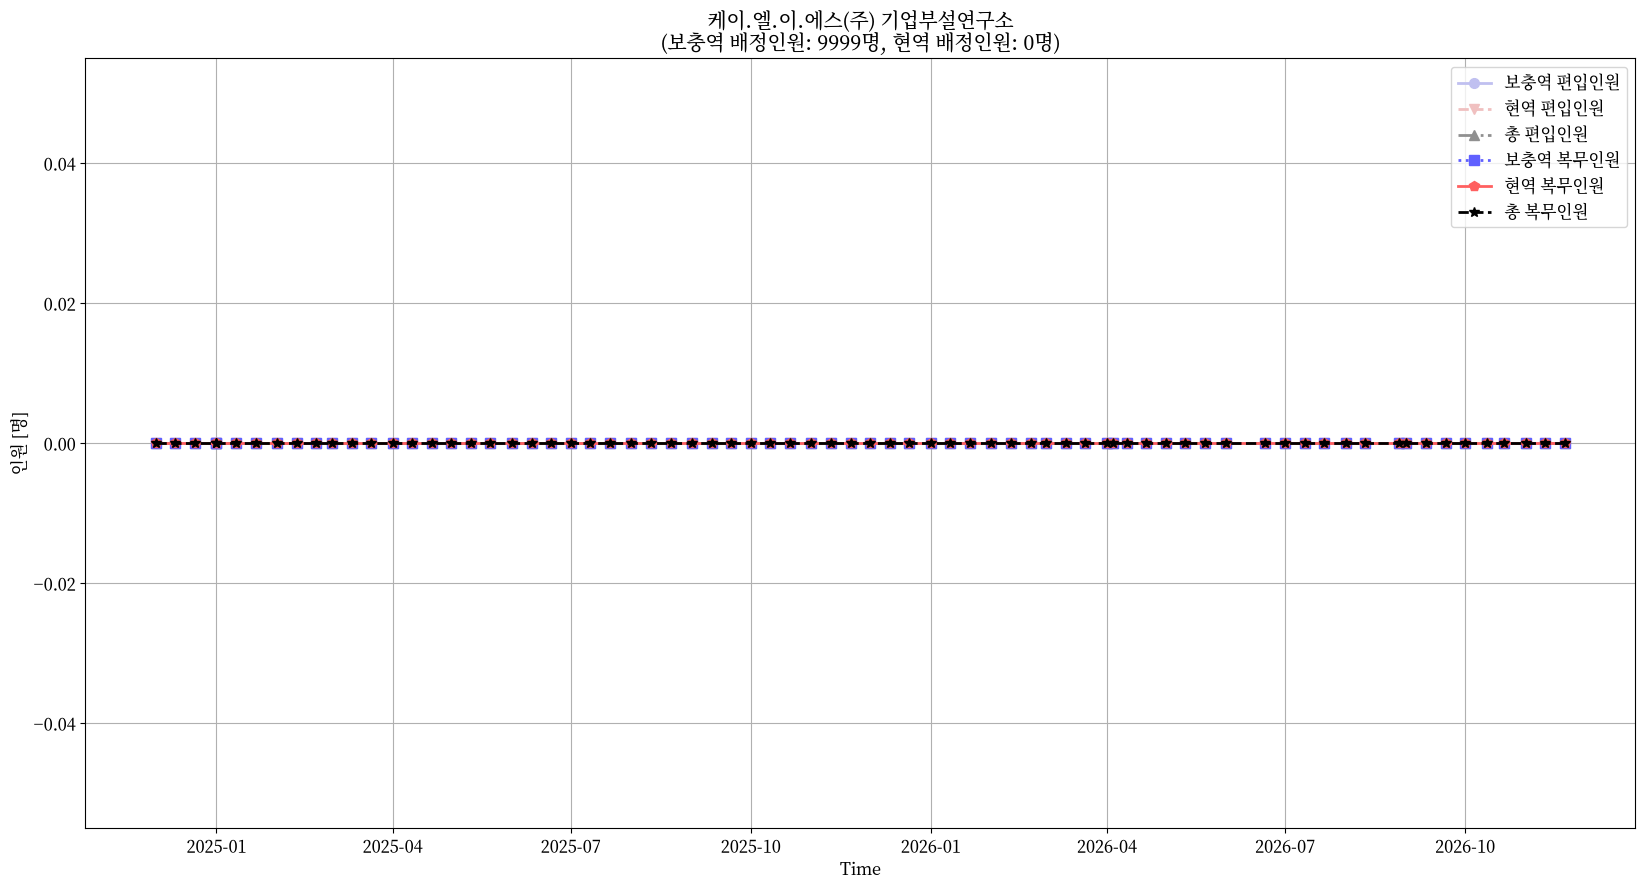 케이.엘.이.에스(주) 기업부설연구소
(보충역 배정인원: 9999명, 현역 배정인원: 0명)
보충역 편입인원
현역 편입인원
총 편입인원
보충역 복무인원
현역 복무인원
총 복무인원
인원 [명]
0.04
0.02
0.00
−0.02
−0.04
2025-01
2025-04
2025-07
2025-10
2026-01
2026-04
2026-07
2026-10
Time